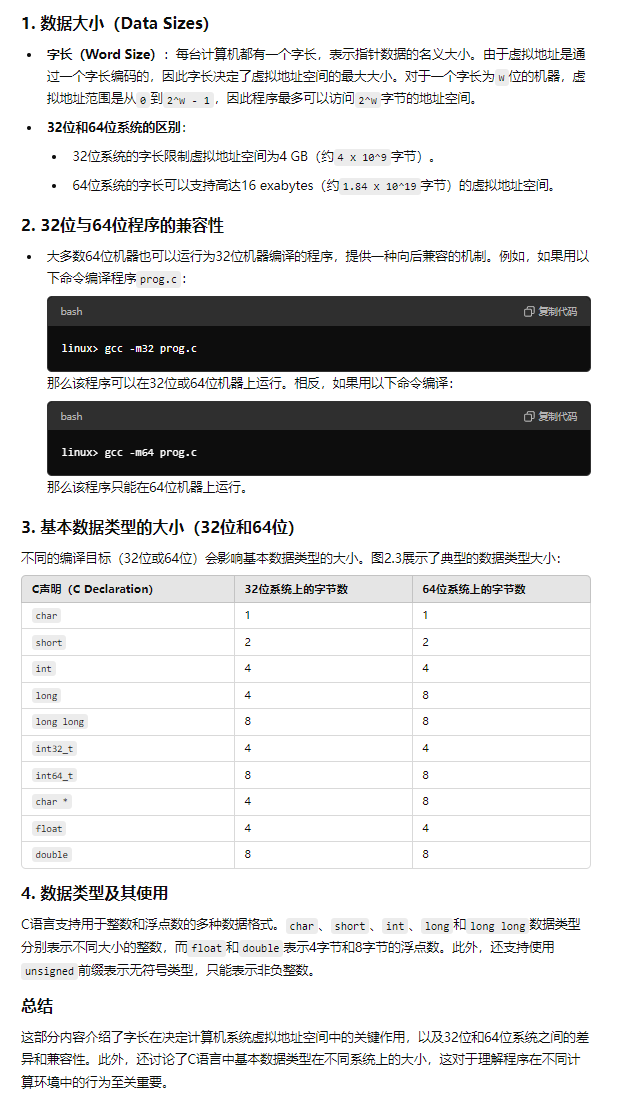 1. 数据大小（Data Sizes）
• 字长（Word Size）：每台计算机都有一个字长，表示指针数据的名义大小。由于虚拟地址是通
过一个字长编码的，因此字长决定了虚拟地址空间的最大大小。对于一个字长为 w 位的机器，虚
拟地址范围是从 0 到 2^w - 1 ，因此程序最多可以访问 2^w 字节的地址空间。
• 32位和64位系统的区别：
• 32位系统的字长限制虚拟地址空间为4 GB（约 4 x 10^9 字节）。
• 64位系统的字长可以支持高达16 exabytes（约 1.84 x 10^19 字节）的虚拟地址空间。
2. 32位与64位程序的兼容性
• 大多数64位机器也可以运行为32位机器编译的程序，提供一种向后兼容的机制。例如，如果用以
下命令编译程序 prog.c ：
bash 复制代码
linux> gcc -m32 prog.c
那么该程序可以在32位或64位机器上运行。相反，如果用以下命令编译：
bash 复制代码
linux> gcc -m64 prog.c
那么该程序只能在64位机器上运行。
3. 基本数据类型的大小（32位和64位）
不同的编译目标（32位或64位）会影响基本数据类型的大小。图2.3展示了典型的数据类型大小：
C声明（C Declaration） 32位系统上的字节数 64位系统上的字节数
char 1 1
short 2 2
int 4 4
long 4 8
long long 8 8
int32_t 4 4
int64_t 8 8
char * 4 8
float 4 4
double 8 8
4. 数据类型及其使用
C语言支持用于整数和浮点数的多种数据格式。 char 、 short 、 int 、 long 和 long long 数据类型
分别表示不同大小的整数，而 float 和 double 表示4字节和8字节的浮点数。此外，还支持使用
unsigned 前缀表示无符号类型，只能表示非负整数。
总结
这部分内容介绍了字长在决定计算机系统虚拟地址空间中的关键作用，以及32位和64位系统之间的差
异和兼容性。此外，还讨论了C语言中基本数据类型在不同系统上的大小，这对于理解程序在不同计
算环境中的行为至关重要。